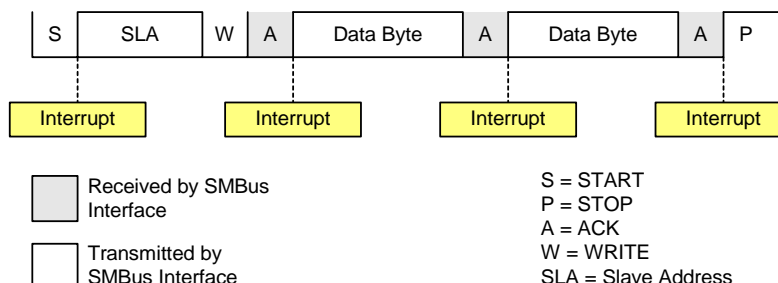 S SLA W A Data Byte A Data Byte A P
Interrupt Interrupt Interrupt Interrupt
Received by SMBus
Interface
Transmitted by
SMBus Interface
S = START
P = STOP
A = ACK
W = WRITE
SLA = Slave Address